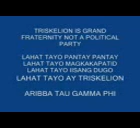 TRISKELION IS GRAND
FRATERNITY NOT A POLITICAL
PARTY
LAHAT TAYO PANTAY PANTAY
LAHAT TAYO MAGKAKAPATID
LAHAT TAYO IISANG DUGO
LAHAT TAYO AY TRISKELION
ARIBBA TAU GAMMA PHI